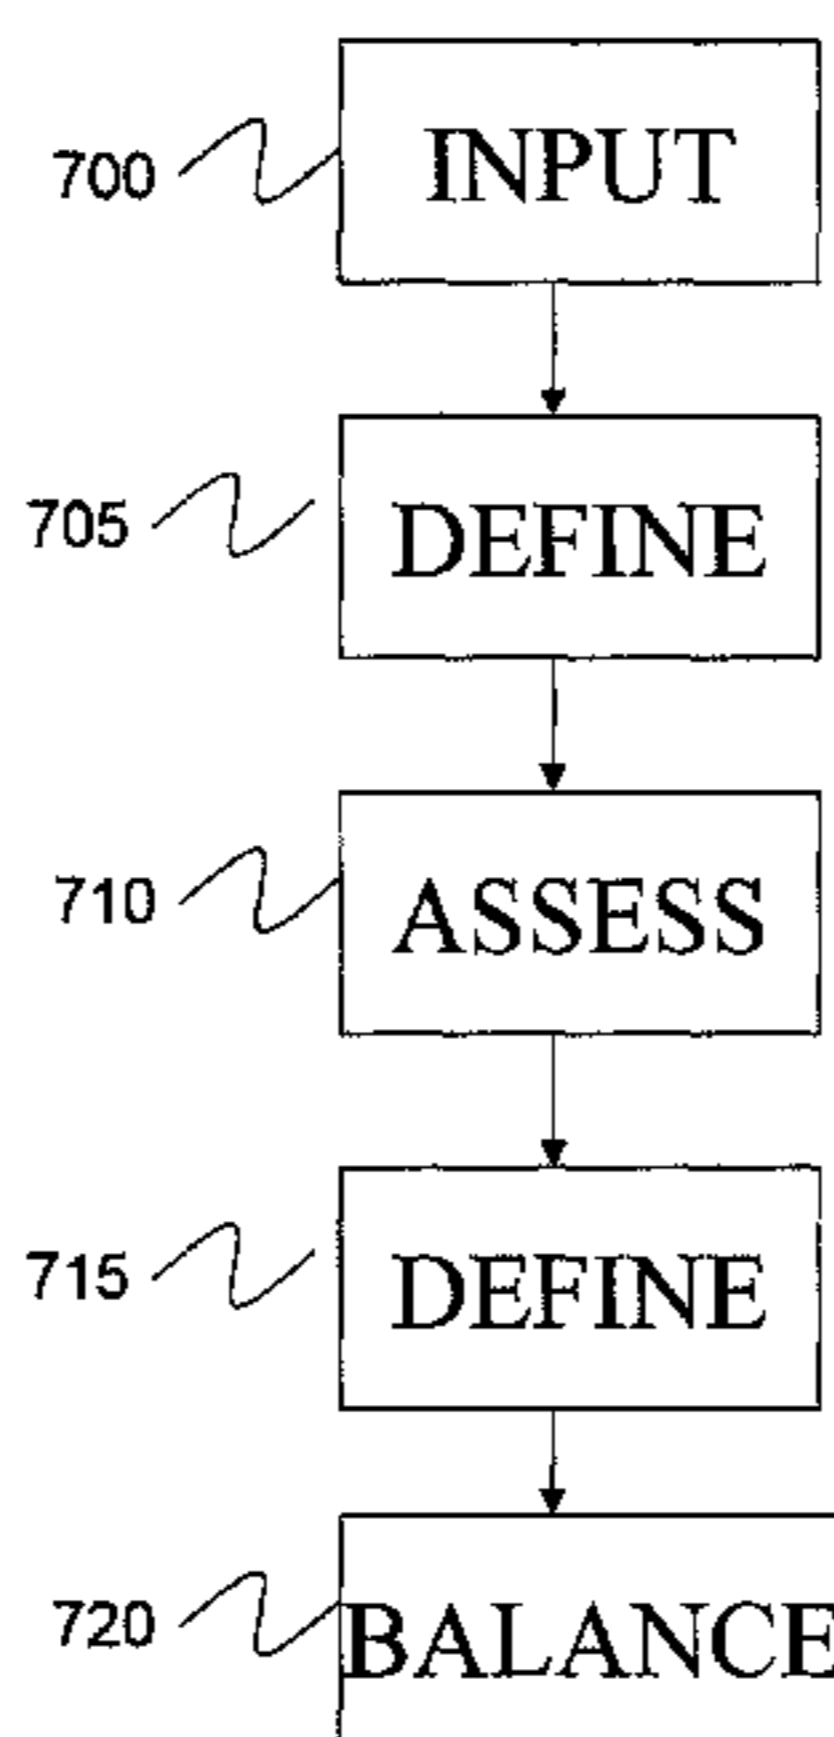 700 INPUT
705 DEFINE
710 ASSESS
715 DEFINE
720 BALANCE